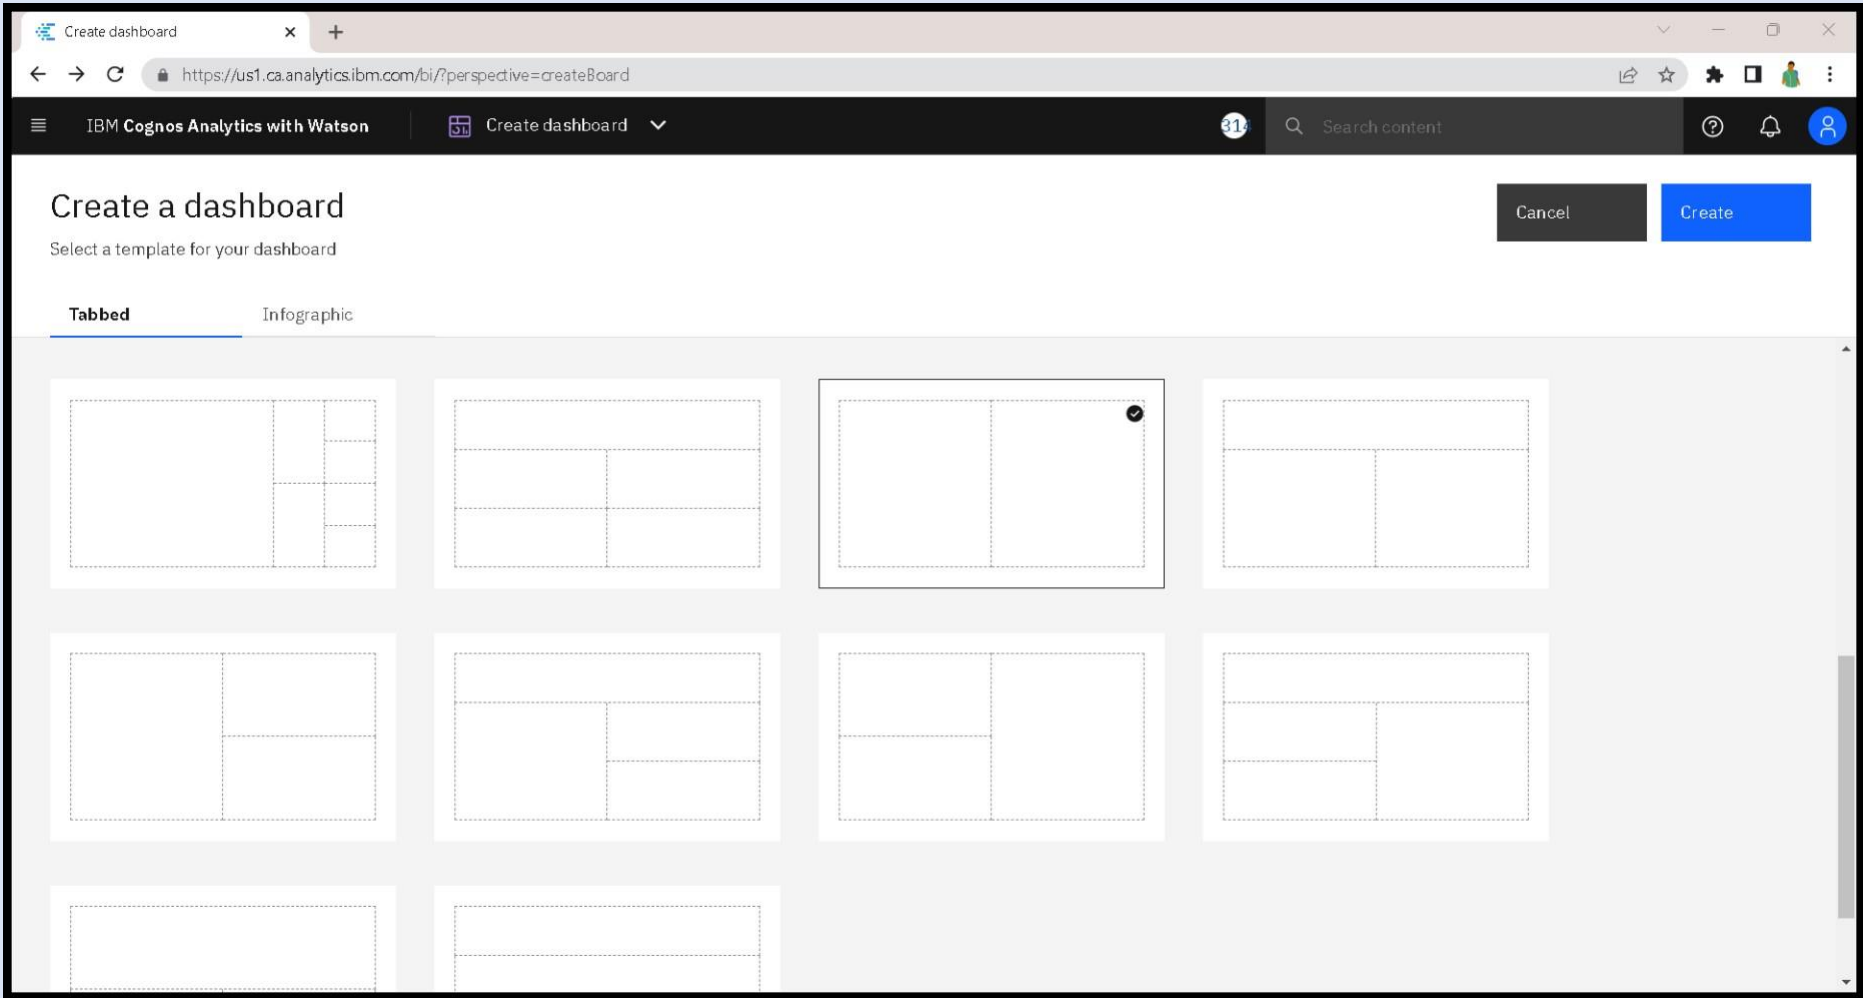 Create dashboard
https://us1.ca.analytics.ibm.com/bi/?perspective=createBoard
IBM Cognos Analytics with Watson
Create dashboard
314
Search content
Create a dashboard
Cancel
Create
Select a template for your dashboard
Tabbed
Infographic